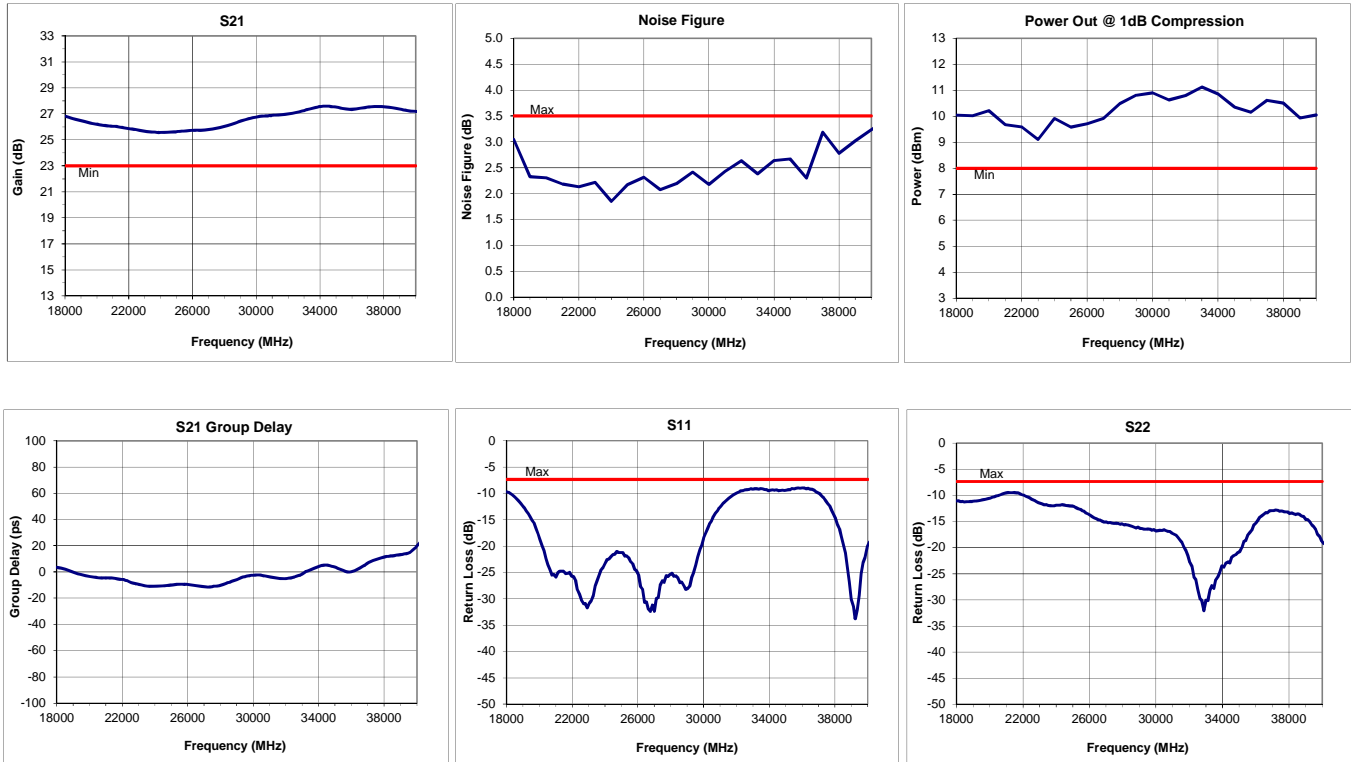 S21
33
31
29
27
25
23
21
19
17
15
13
Gain (dB)
Min
18000 22000 26000 30000 34000 38000
Frequency (MHz)
Noise Figure
5.0
4.5
4.0
3.5
3.0
2.5
2.0
1.5
1.0
0.5
0.0
Noise Figure (dB)
Max
18000 22000 26000 30000 34000 38000
Frequency (MHz)
Power Out @ 1dB Compression
13
12
11
10
9
8
7
6
5
4
3
Power (dBm)
Min
18000 22000 26000 30000 34000 38000
Frequency (MHz)
S21 Group Delay
100
80
60
40
20
0
-20
-40
-60
-80
-100
Group Delay (ps)
18000 22000 26000 30000 34000 38000
Frequency (MHz)
S11
0
-5
-10
-15
-20
-25
-30
-35
-40
-45
-50
Return Loss (dB)
Max
18000 22000 26000 30000 34000 38000
Frequency (MHz)
S22
0
-5
-10
-15
-20
-25
-30
-35
-40
-45
-50
Return Loss (dB)
Max
18000 22000 26000 30000 34000 38000
Frequency (MHz)